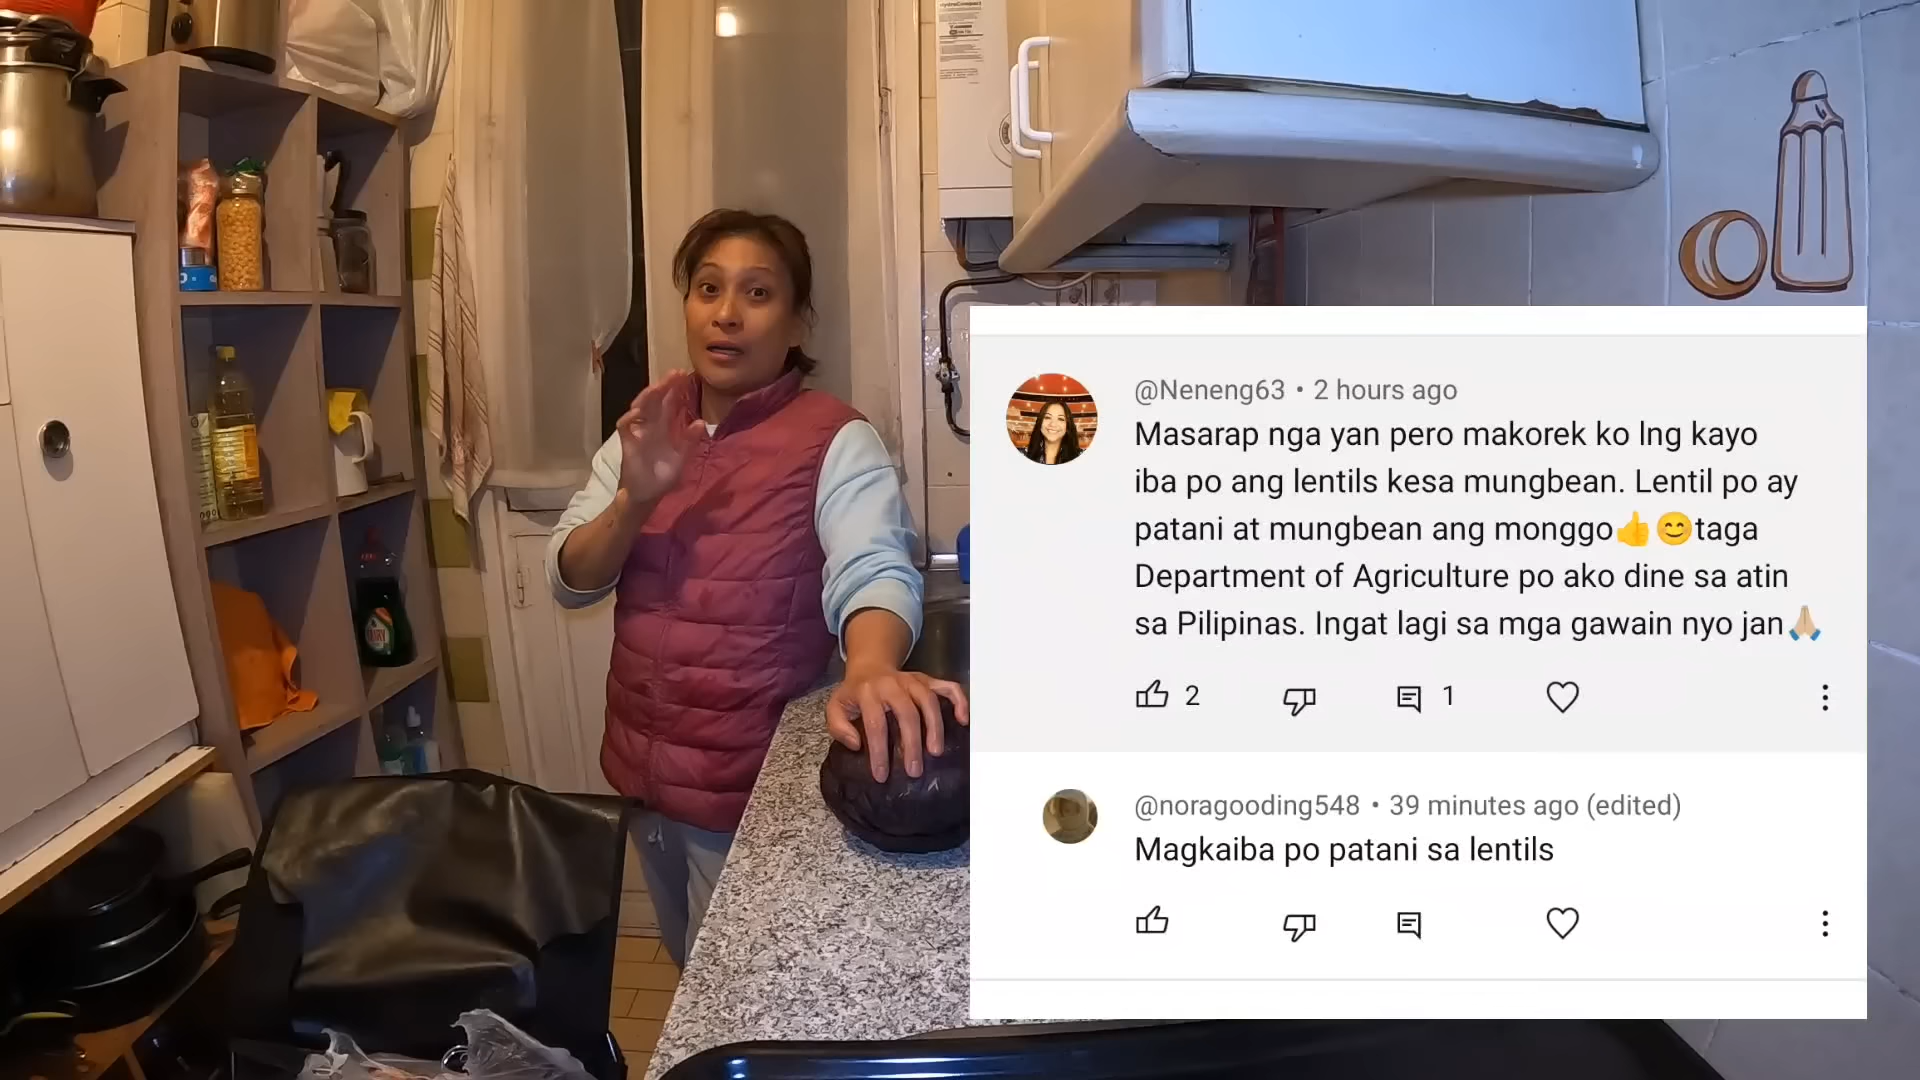 @Neneng63 • 2 hours ago
Masarap nga yan pero makorek ko lng kayo
iba po ang lentils kesa mungbean. Lentil po ay
patani at mungbean ang monggo👍😊taga
Department of Agriculture po ako dine sa atin
sa Pilipinas. Ingat lagi sa mga gawain nyo jan🙏🏼
2
1
@noragooding548 • 39 minutes ago (edited)
Magkaiba po patani sa lentils